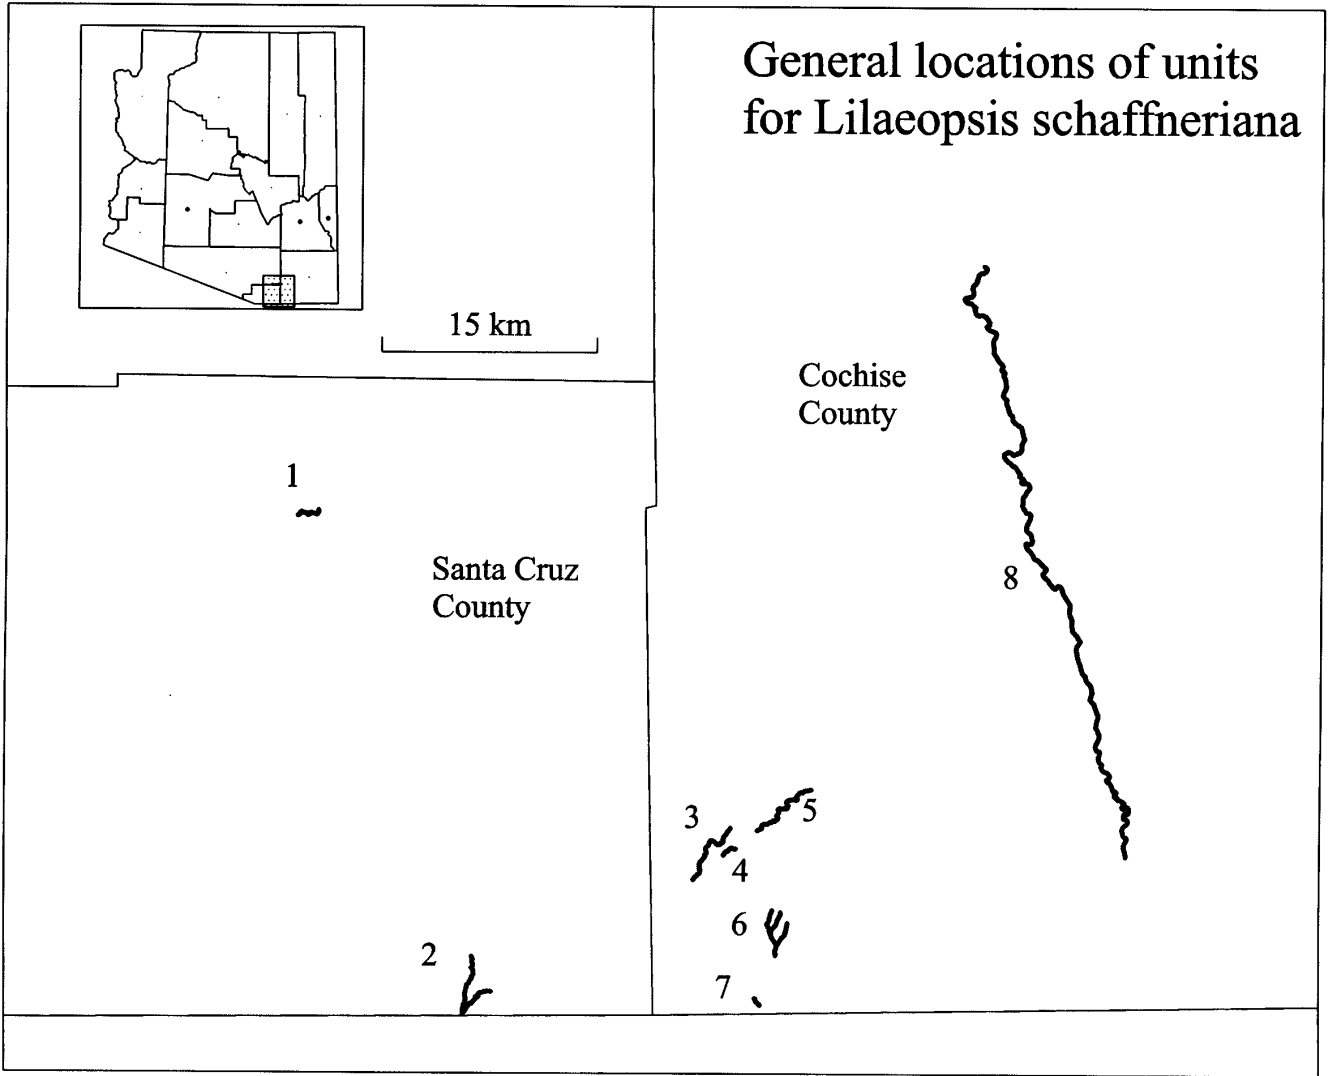 General locations of units
for Lilaeopsis schaffneriana
15 km
Cochise
County
1
Santa Cruz
County
8
3
5
4
6
2
7